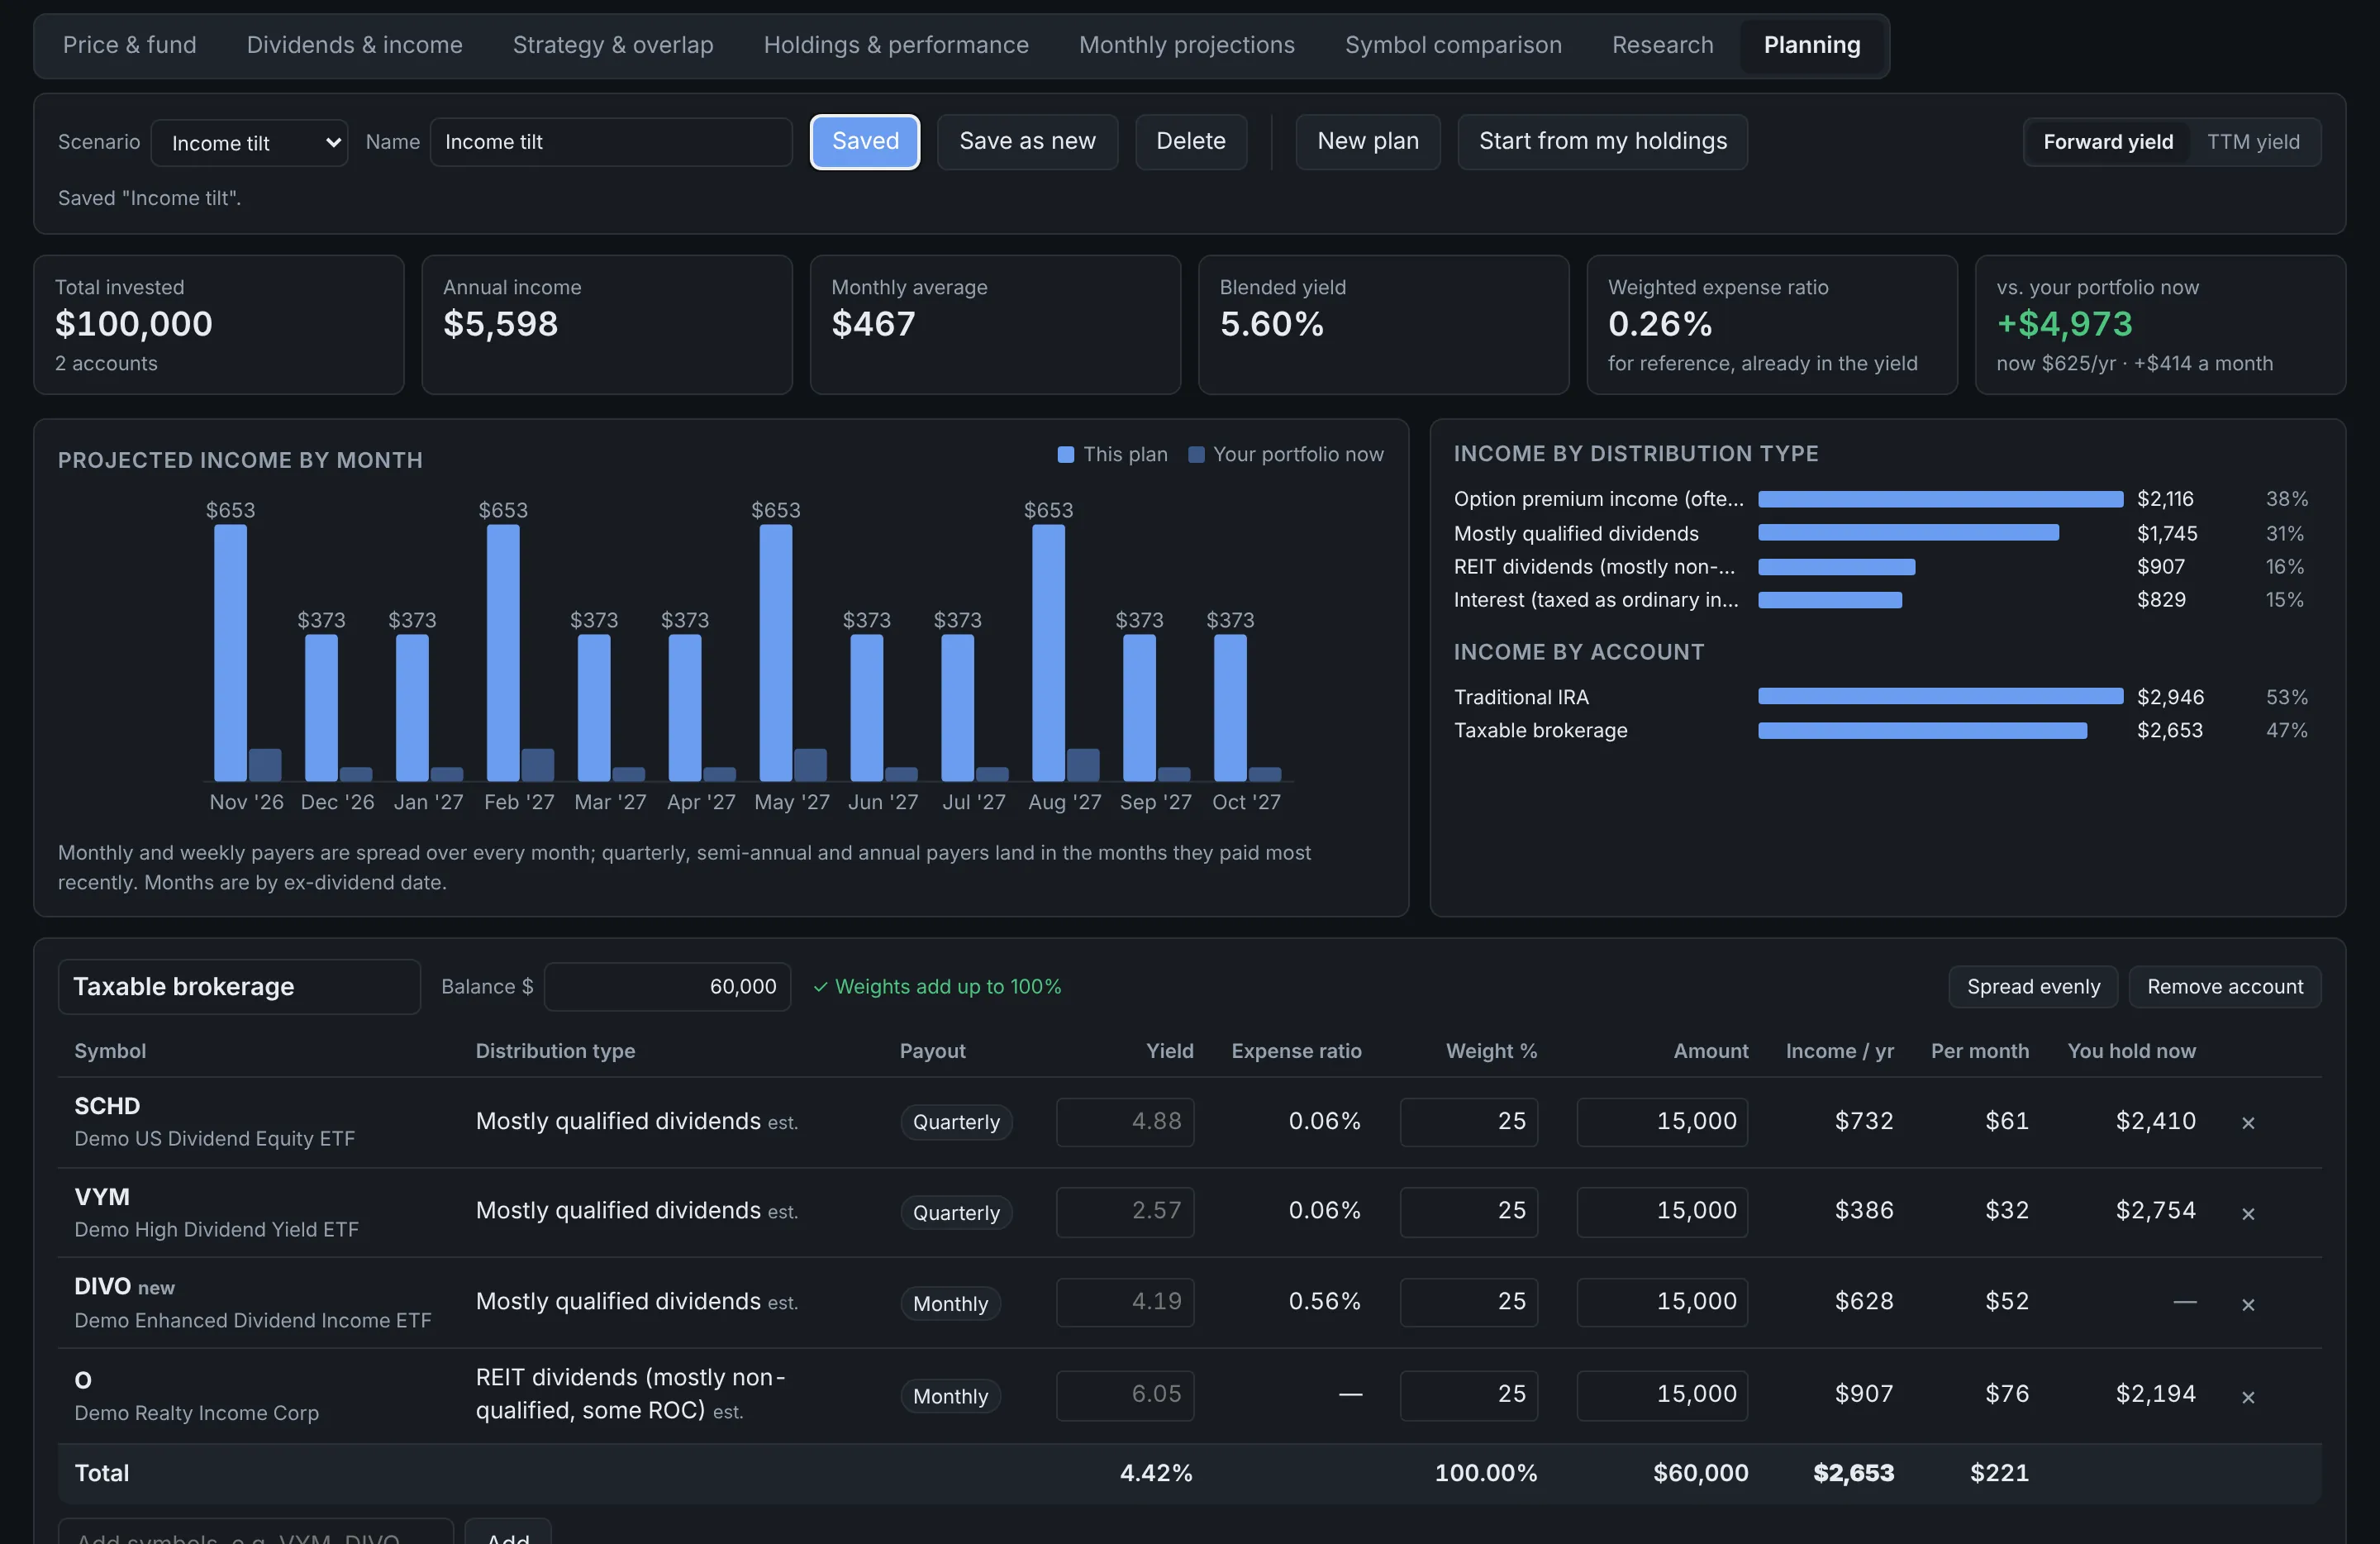 Price & fund Dividends & income Strategy & overlap Holdings & performance Monthly projections Symbol comparison Research Planning
Scenario Income tilt Name Income tilt Saved Save as new Delete New plan Start from my holdings Forward yield TTM yield
Saved "Income tilt".
Total invested
$100,000
2 accounts
Annual income
$5,598
Monthly average
$467
Blended yield
5.60%
Weighted expense ratio
0.26%
for reference, already in the yield
vs. your portfolio now
+$4,973
now $625/yr · +$414 a month
PROJECTED INCOME BY MONTH
This plan Your portfolio now
$653 $373 $373 $653 $373 $373 $653 $373 $373 $653 $373 $373
Nov '26 Dec '26 Jan '27 Feb '27 Mar '27 Apr '27 May '27 Jun '27 Jul '27 Aug '27 Sep '27 Oct '27
Monthly and weekly payers are spread over every month; quarterly, semi-annual and annual payers land in the months they paid most
recently. Months are by ex-dividend date.
INCOME BY DISTRIBUTION TYPE
Option premium income (ofte... $2,116 38%
Mostly qualified dividends $1,745 31%
REIT dividends (mostly non-... $907 16%
Interest (taxed as ordinary in... $829 15%
INCOME BY ACCOUNT
Traditional IRA $2,946 53%
Taxable brokerage $2,653 47%
Taxable brokerage Balance $ 60,000 ✓ Weights add up to 100% Spread evenly Remove account
Symbol Distribution type Payout Yield Expense ratio Weight % Amount Income / yr Per month You hold now
SCHD
Demo US Dividend Equity ETF
Mostly qualified dividends est. Quarterly 4.88 0.06% 25 15,000 $732 $61 $2,410 ×
VYM
Demo High Dividend Yield ETF
Mostly qualified dividends est. Quarterly 2.57 0.06% 25 15,000 $386 $32 $2,754 ×
DIVO new
Demo Enhanced Dividend Income ETF
Mostly qualified dividends est. Monthly 4.19 0.56% 25 15,000 $628 $52 — ×
O
Demo Realty Income Corp
REIT dividends (mostly non-
qualified, some ROC) est.
Monthly 6.05 — 25 15,000 $907 $76 $2,194 ×
Total 4.42% 100.00% $60,000 $2,653 $221
Add symbols, e.g. VYM, DIVO Add